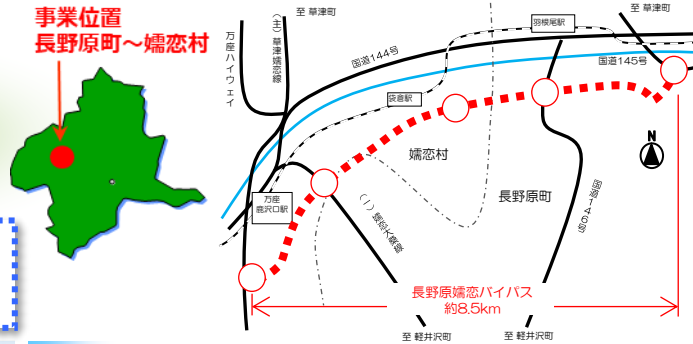 事業位置
長野原町～嬬恋村
万座ハイウェイ
(主)草津嬬恋線
至 草津町
国道144号
羽根尾駅
至 草津町
国道145号
袋倉駅
嬬恋村
長野原町
N
国道146号
万座
鹿沢口駅
(一)嬬恋大桑線
長野原嬬恋バイパス
約8.5km
至 軽井沢町
至 軽井沢町